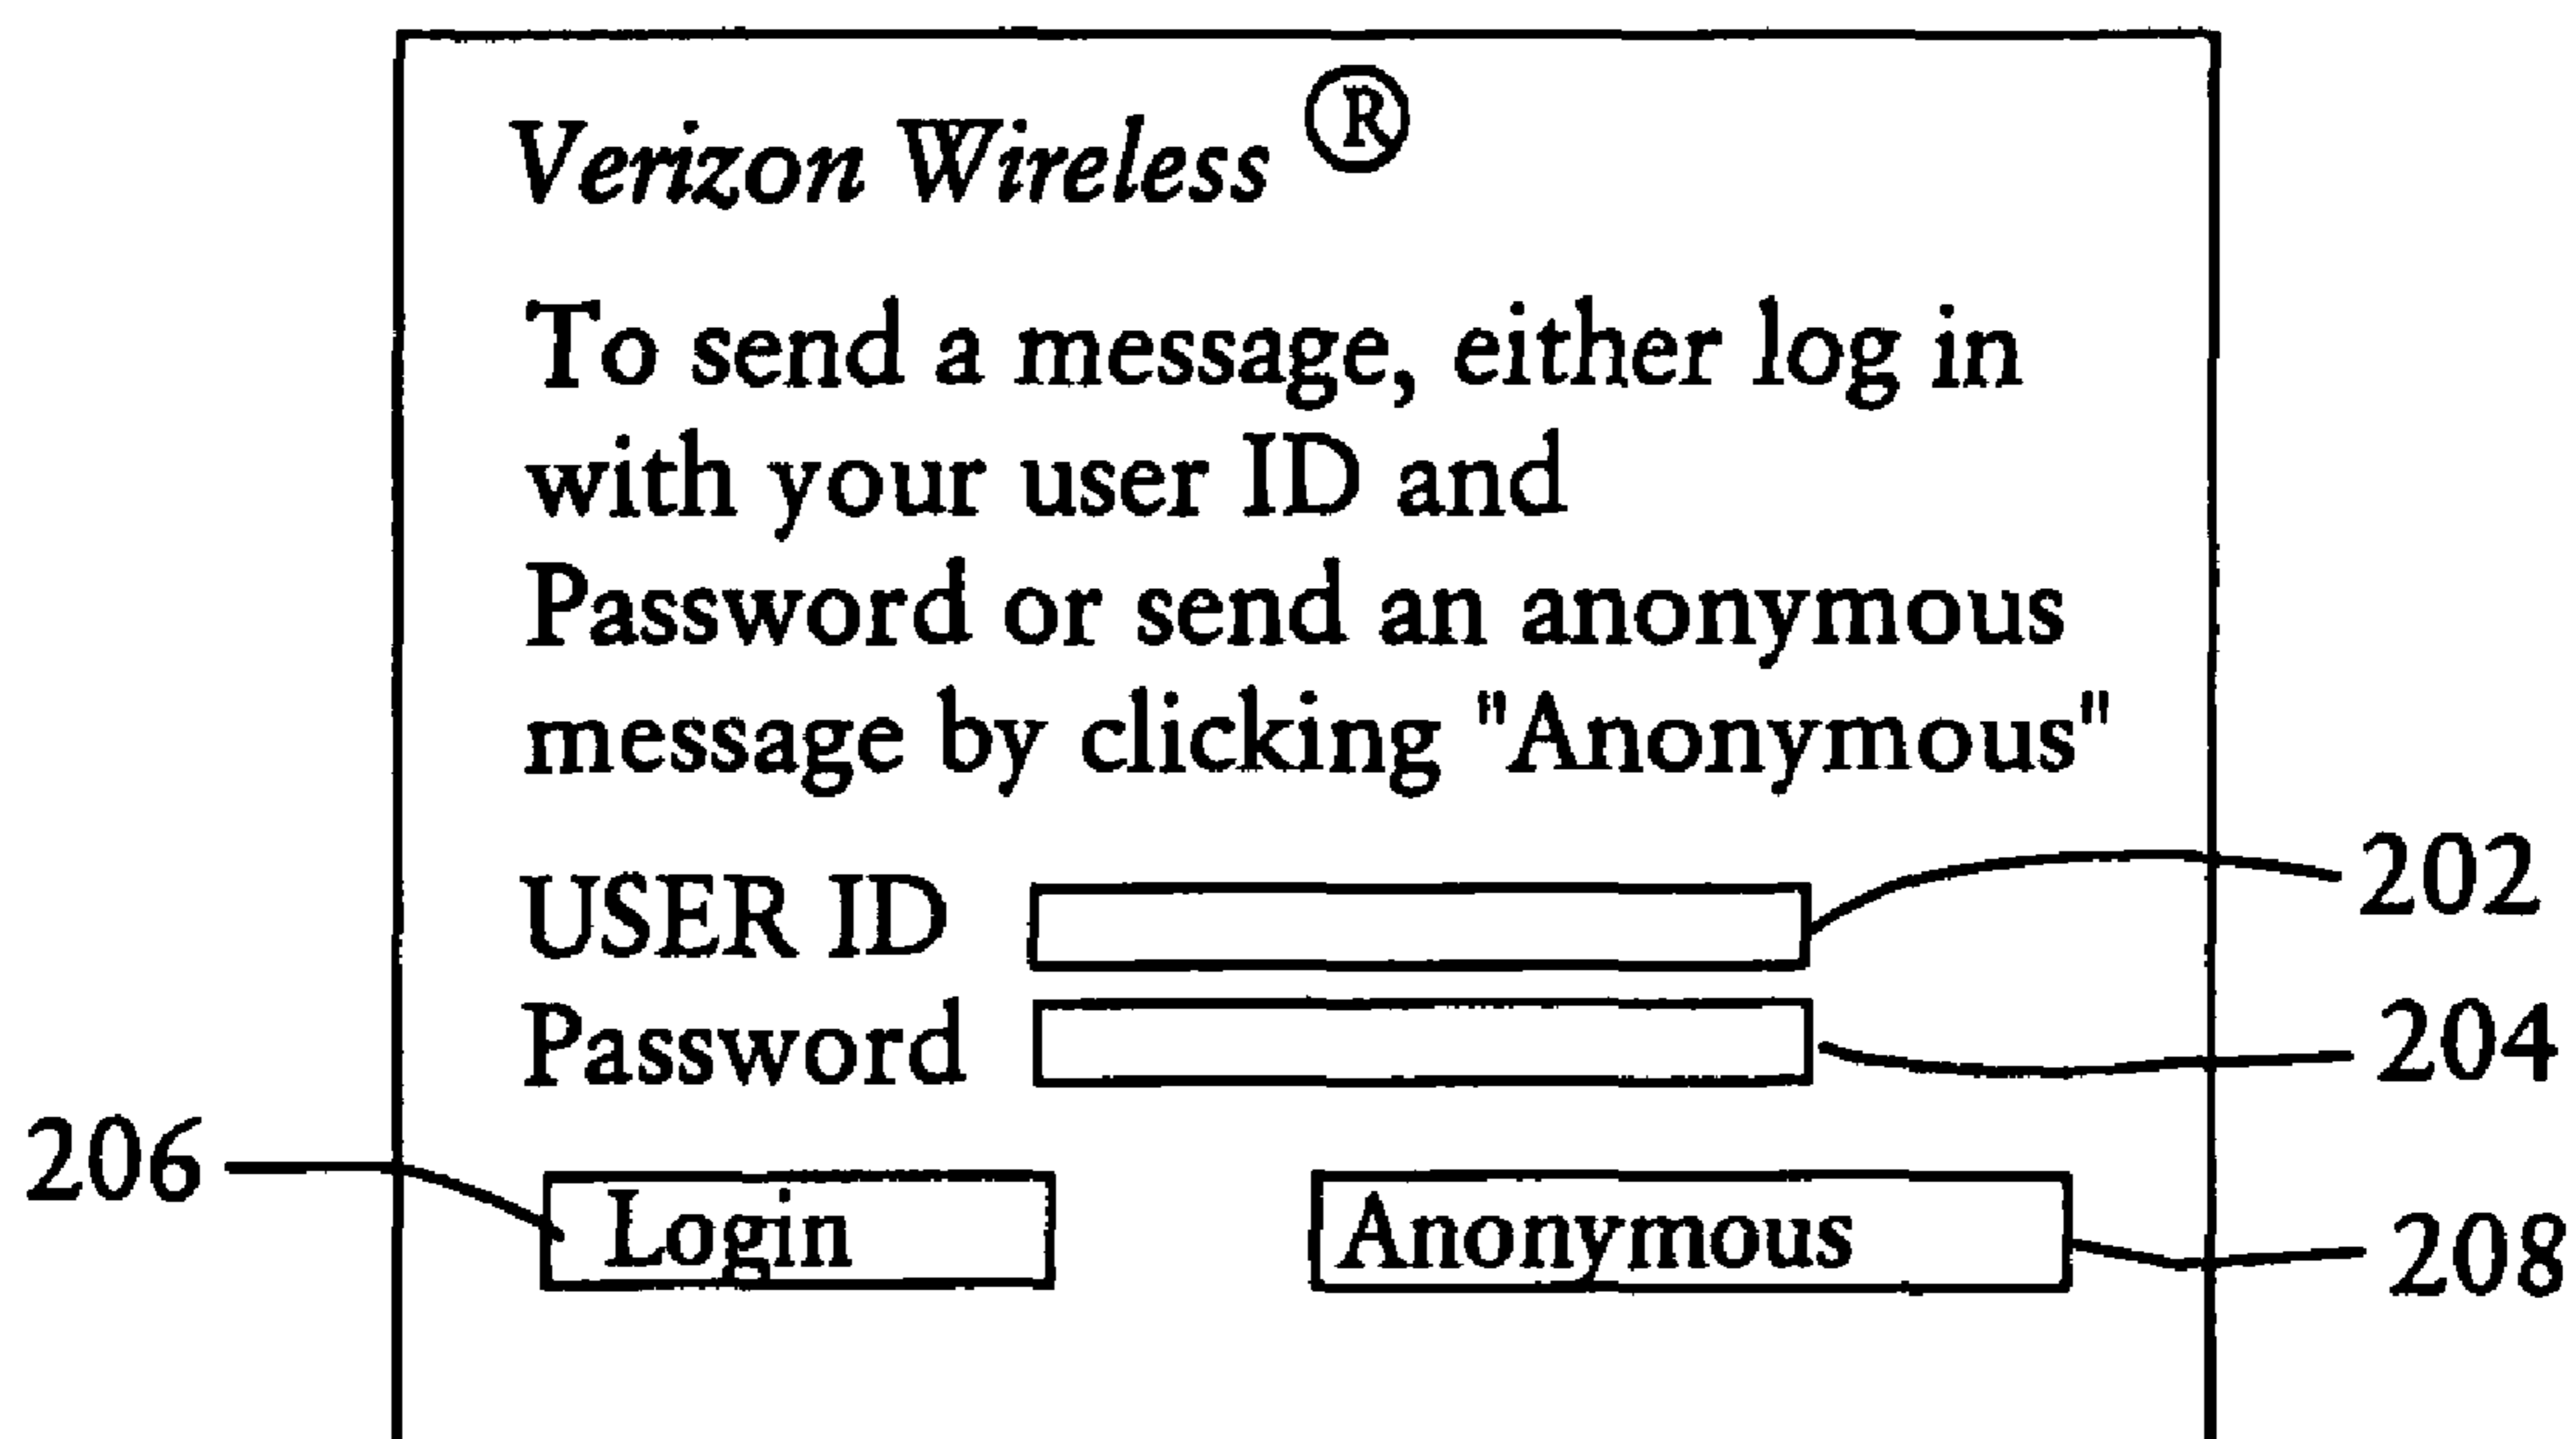 Verizon Wireless ®
To send a message, either log in
with your user ID and
Password or send an anonymous
message by clicking "Anonymous"
USER ID 202
Password 204
206 Login Anonymous 208